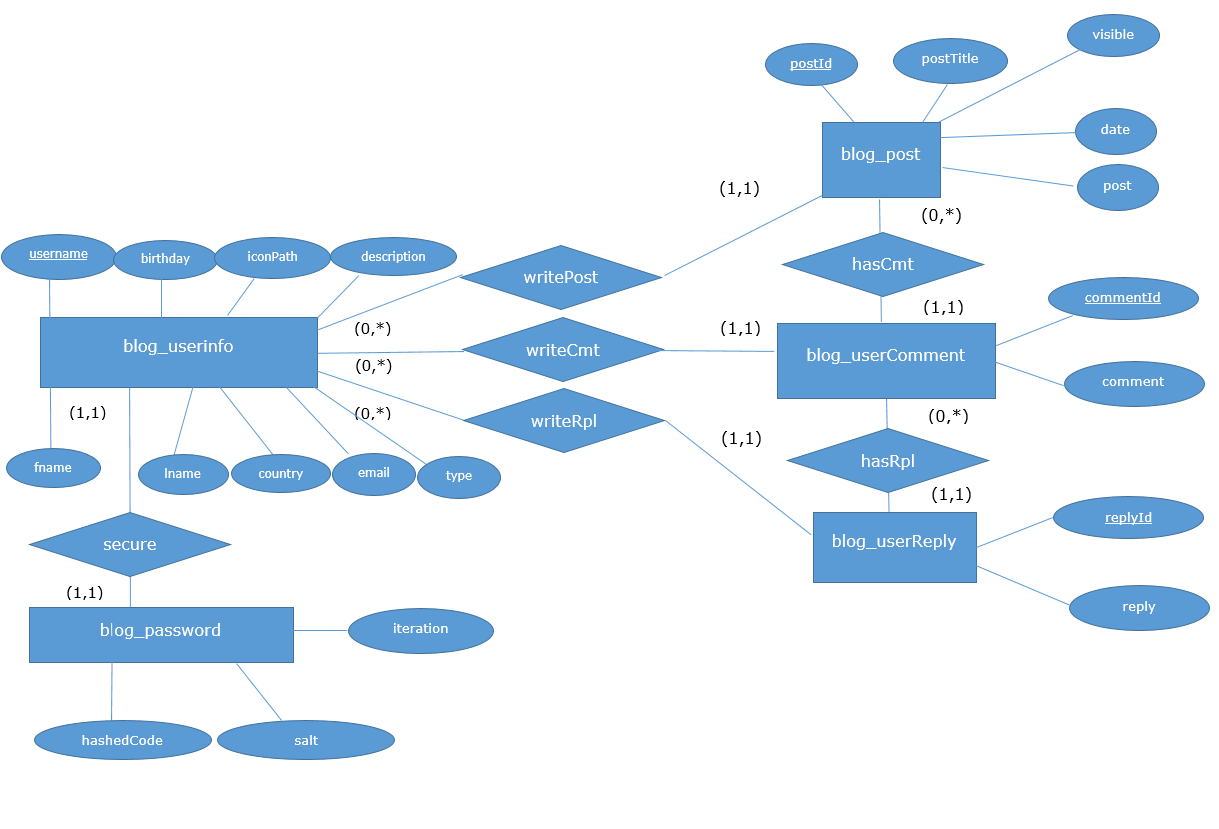 visible
postId
postTitle
date
blog_post
post
(1,1)
(0,*)
username
birthday
iconPath
description
writePost
hasCmt
commentId
(0,*)
(1,1)
(1,1)
blog_userinfo
writeCmt
blog_userComment
(0,*)
comment
(1,1)
(0,*)
writeRpl
(0,*)
(1,1)
fname
lname
country
email
type
hasRpl
(1,1)
replyId
secure
blog_userReply
(1,1)
reply
blog_password
iteration
hashedCode
salt